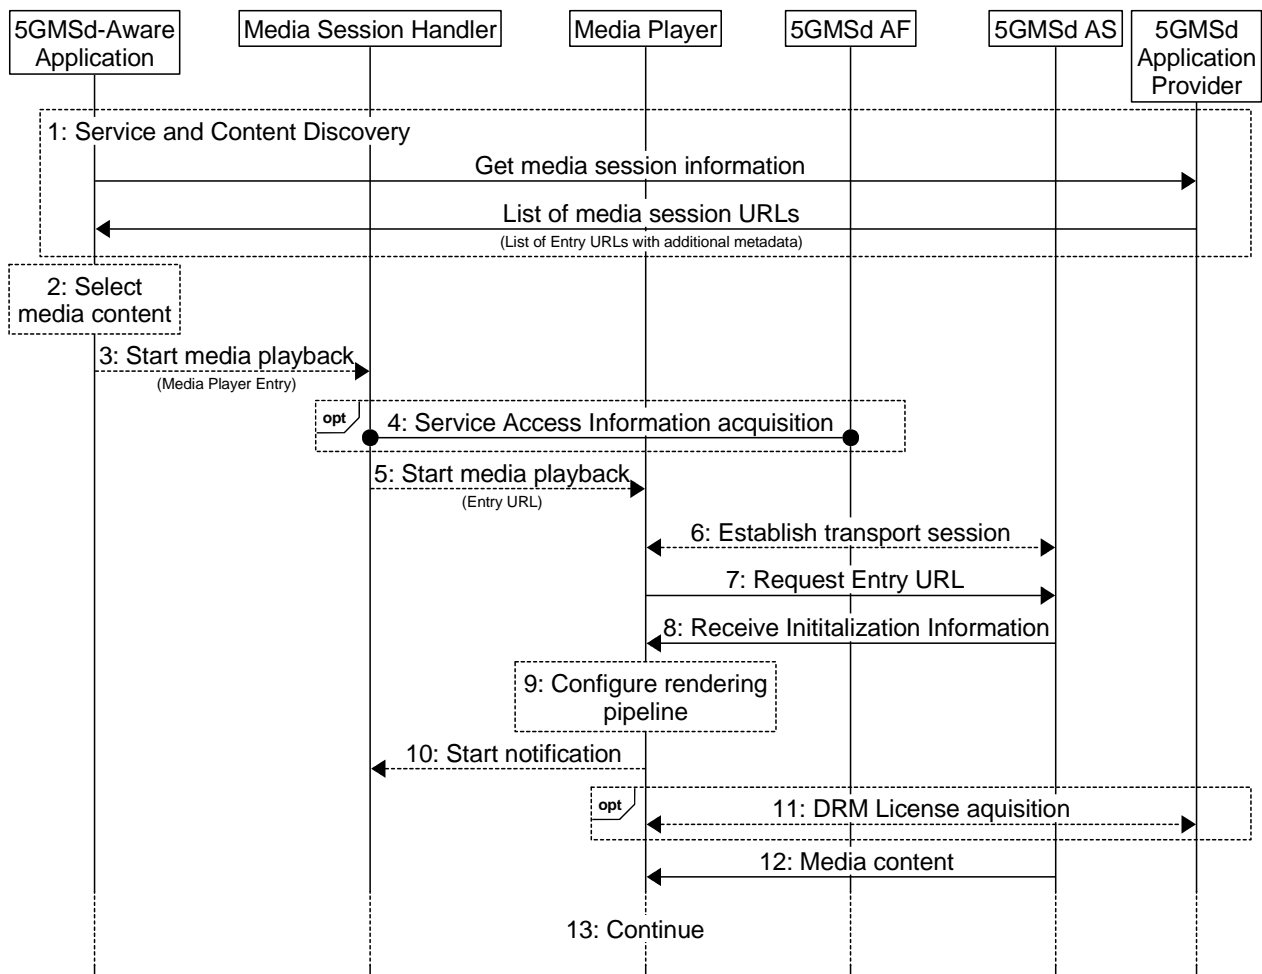 5GMSd-Aware
Application
Media Session Handler
Media Player
5GMSd AF
5GMSd AS
5GMSd
Application
Provider
1: Service and Content Discovery
Get media session information
List of media session URLs
(List of Entry URLs with additional metadata)
2: Select
media content
3: Start media playback
(Media Player Entry)
opt
4: Service Access Information acquisition
5: Start media playback
(Entry URL)
6: Establish transport session
7: Request Entry URL
8: Receive Inititalization Information
9: Configure rendering
pipeline
10: Start notification
opt
11: DRM License aquisition
12: Media content
13: Continue